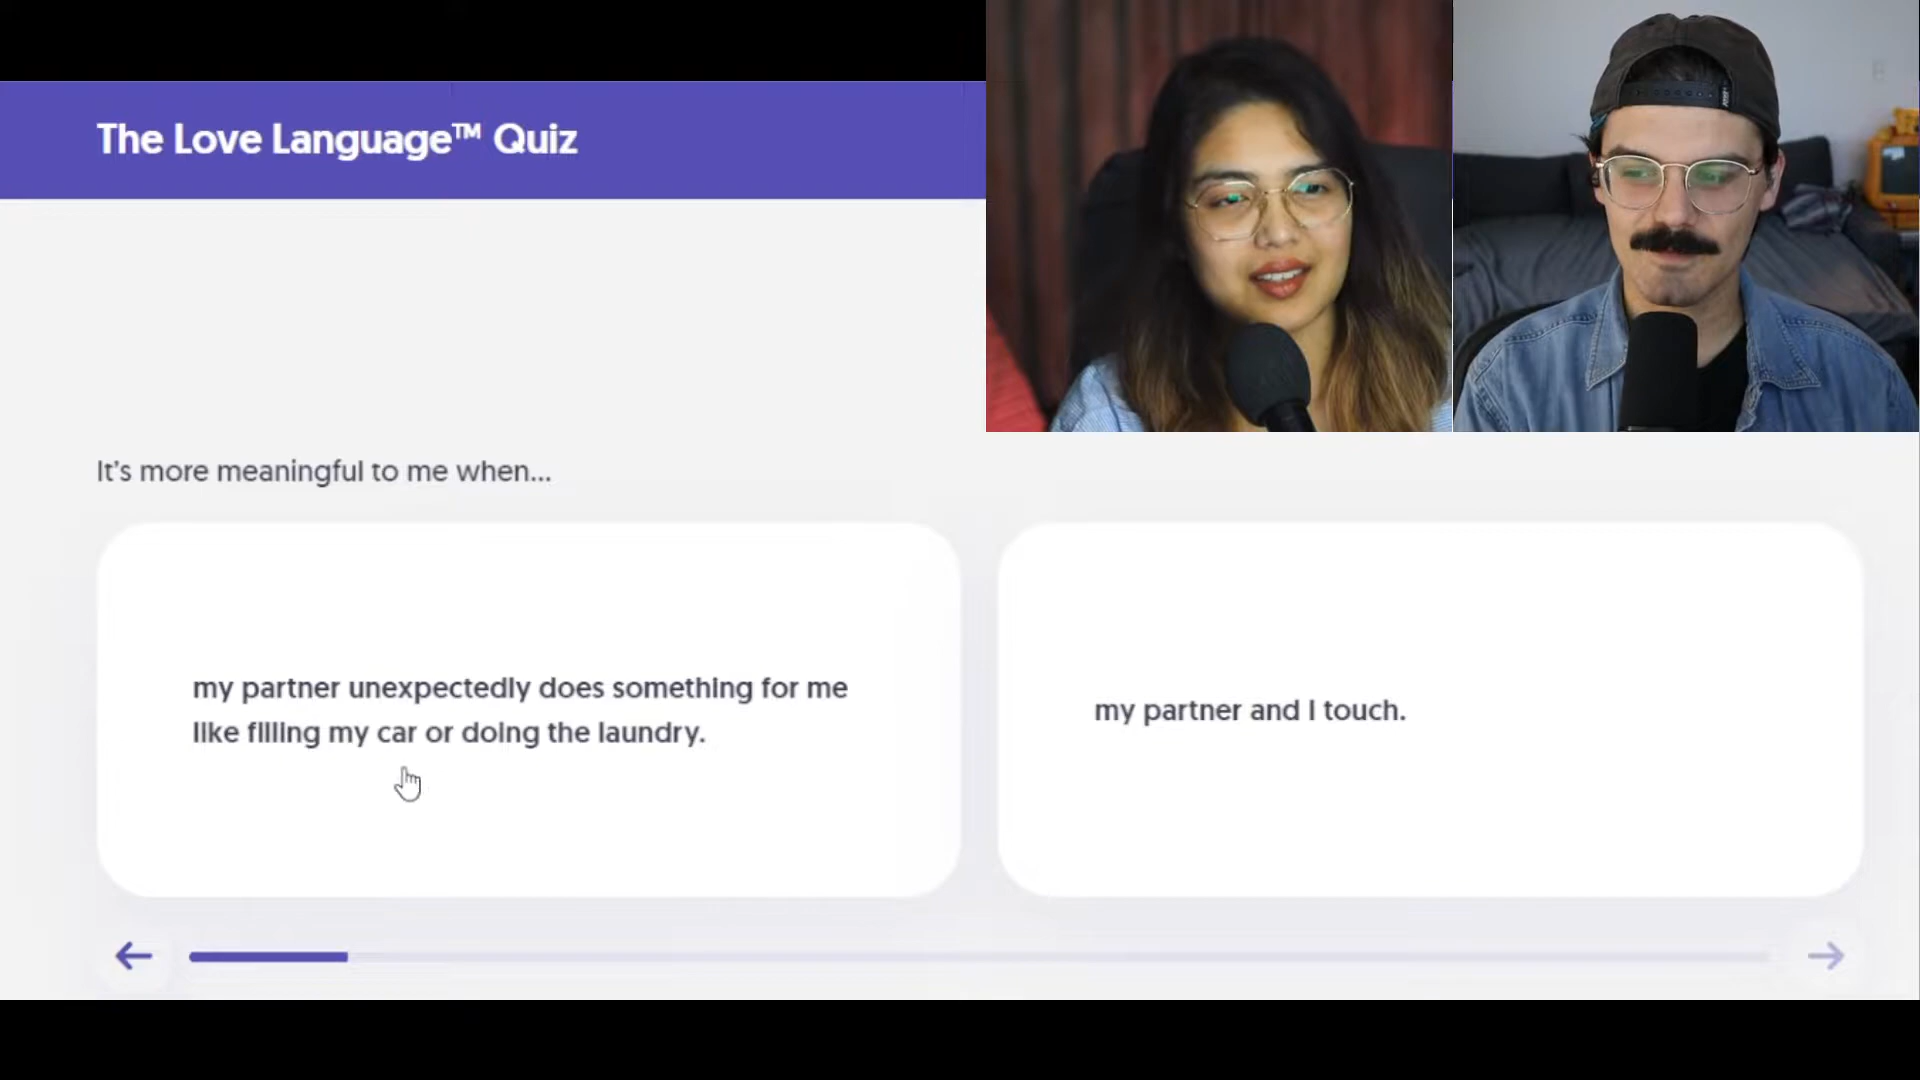 The Love Language™ Quiz
It's more meaningful to me when...
my partner unexpectedly does something for me
like filling my car or doing the laundry.
my partner and I touch.